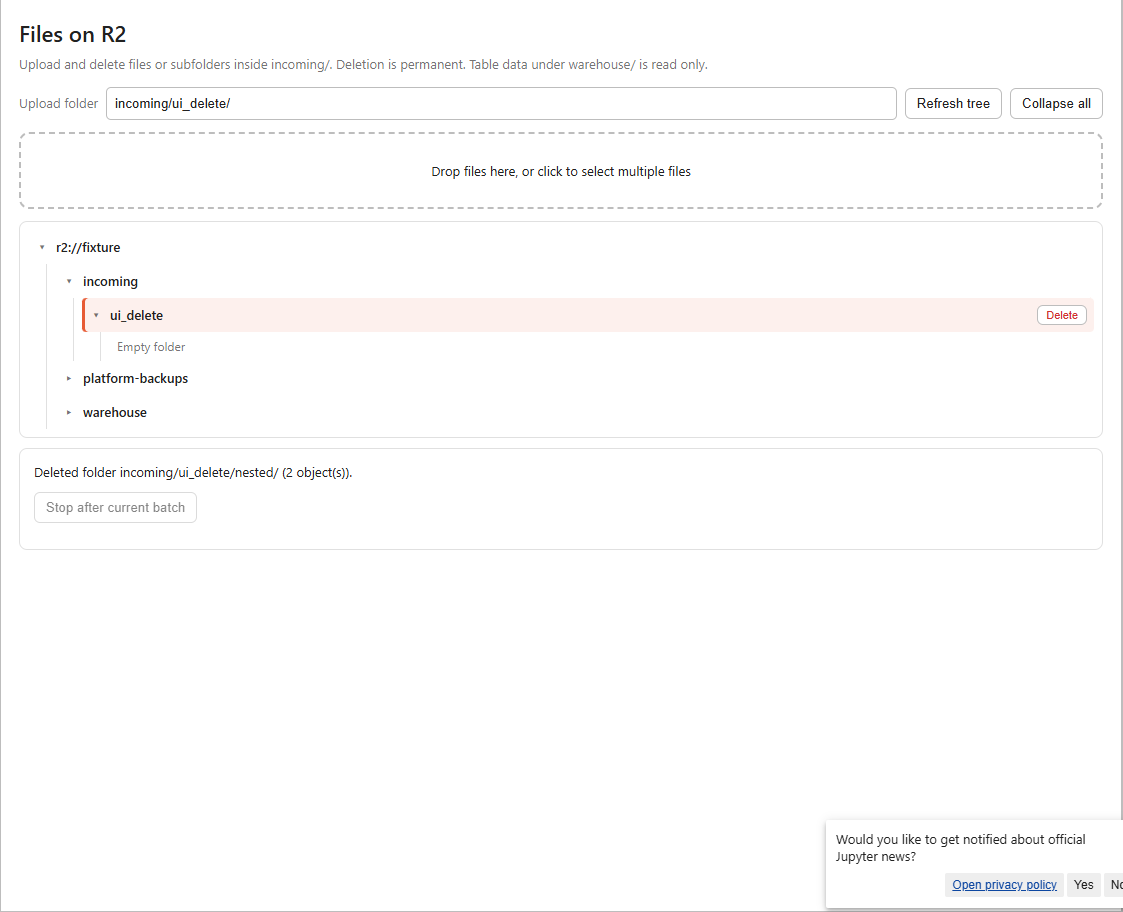 Files on R2
Upload and delete files or subfolders inside incoming/. Deletion is permanent. Table data under warehouse/ is read only.
Upload folder incoming/ui_delete/ Refresh tree Collapse all
Drop files here, or click to select multiple files
r2://fixture
incoming
ui_delete Delete
Empty folder
platform-backups
warehouse
Deleted folder incoming/ui_delete/nested/ (2 object(s)).
Stop after current batch
Would you like to get notified about official
Jupyter news?
Open privacy policy Yes No